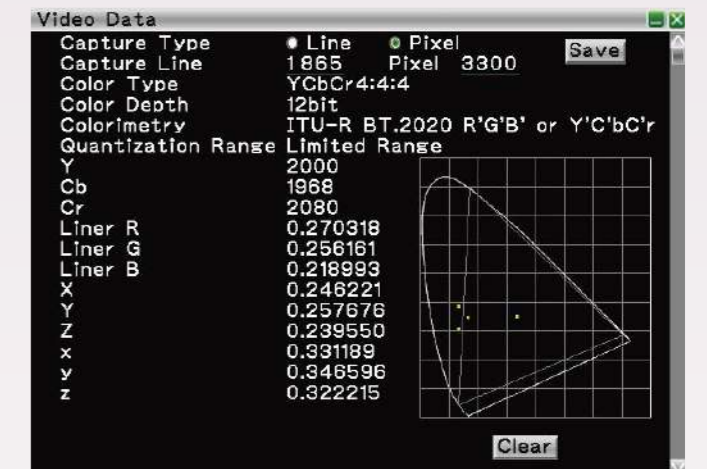 Video Data
Capture Type Line Pixel Save
Capture Line 1865 Pixel 3300
Color Type YCbCr4:4:4
Color Depth 12bit
Colorimetry ITU-R BT.2020 R'G'B' or Y'C'bC'r
Quantization Range Limited Range
Y 2000
Cb 1968
Cr 2080
Liner R 0.270318
Liner G 0.256161
Liner B 0.218993
X 0.246221
Y 0.257676
Z 0.239550
x 0.331189
y 0.346596
z 0.322215
Clear